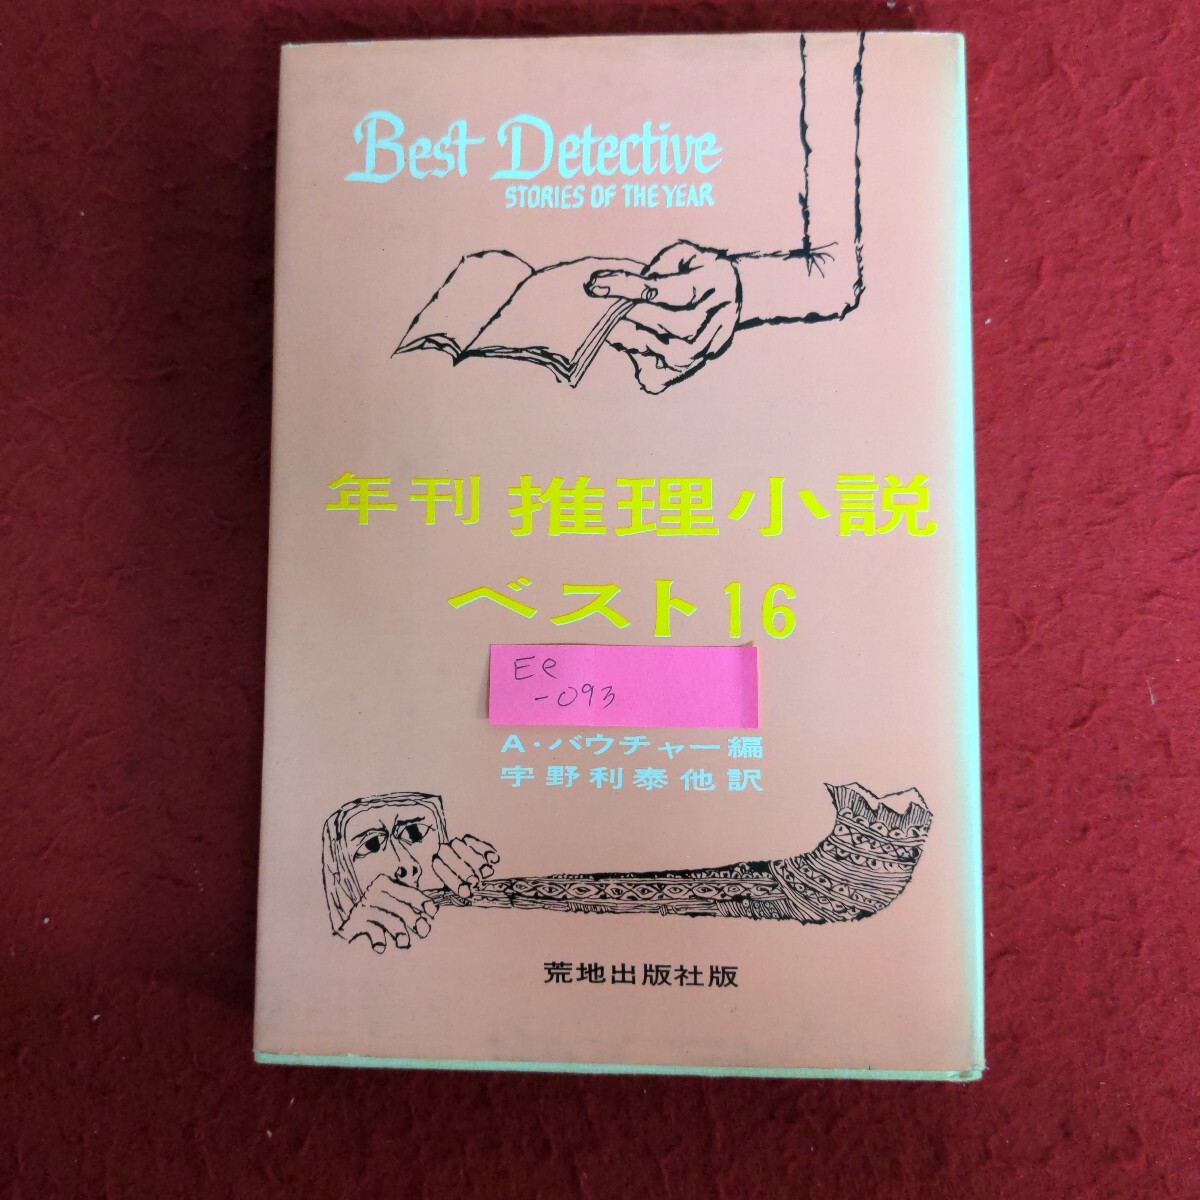 Best Detective
STORIES OF THE YEAR
年刊 推理小説
ベスト16
Ee
-093
A・バウチャー編
宇野利泰他訳
荒地出版社版